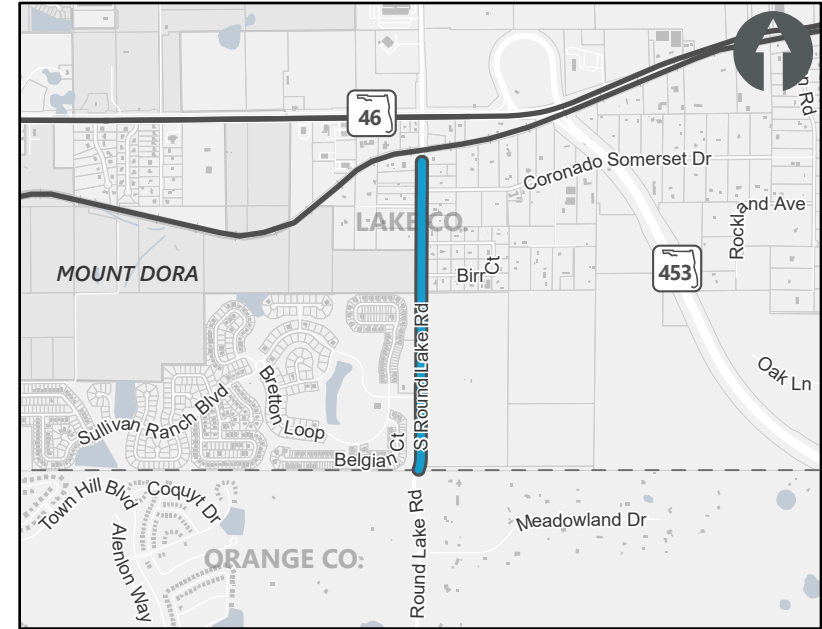 46
n Rd
Coronado Somerset Dr
LAKE CO.
Rockland Ave
MOUNT DORA
Birr Ct
453
S Round Lake Rd
Oak Ln
Bretton Loop
Sullivan Ranch Blvd
Belgian Ct
Town Hill Blvd
Coquyt Dr
Round Lake Rd
Meadowland Dr
Alenlon Way
ORANGE CO.